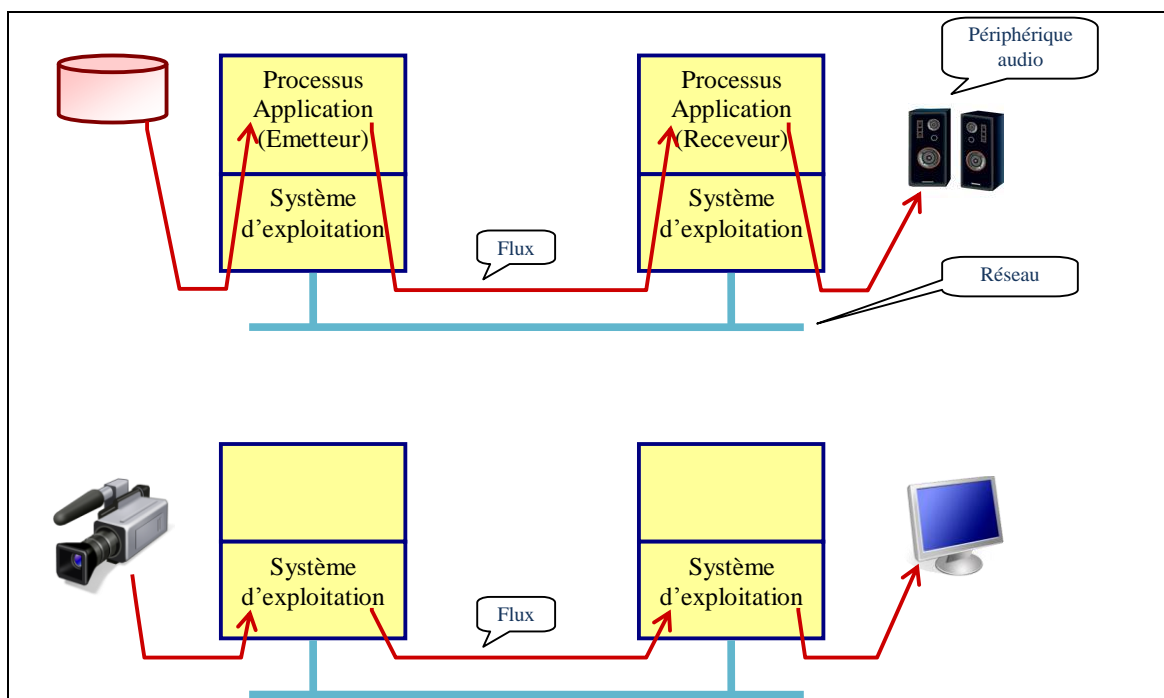 Périphérique
audio
Processus
Application
(Emetteur)
Système
d'exploitation
Processus
Application
(Receveur)
Système
d'exploitation
Flux
Réseau
Système
d'exploitation
Système
d'exploitation
Flux